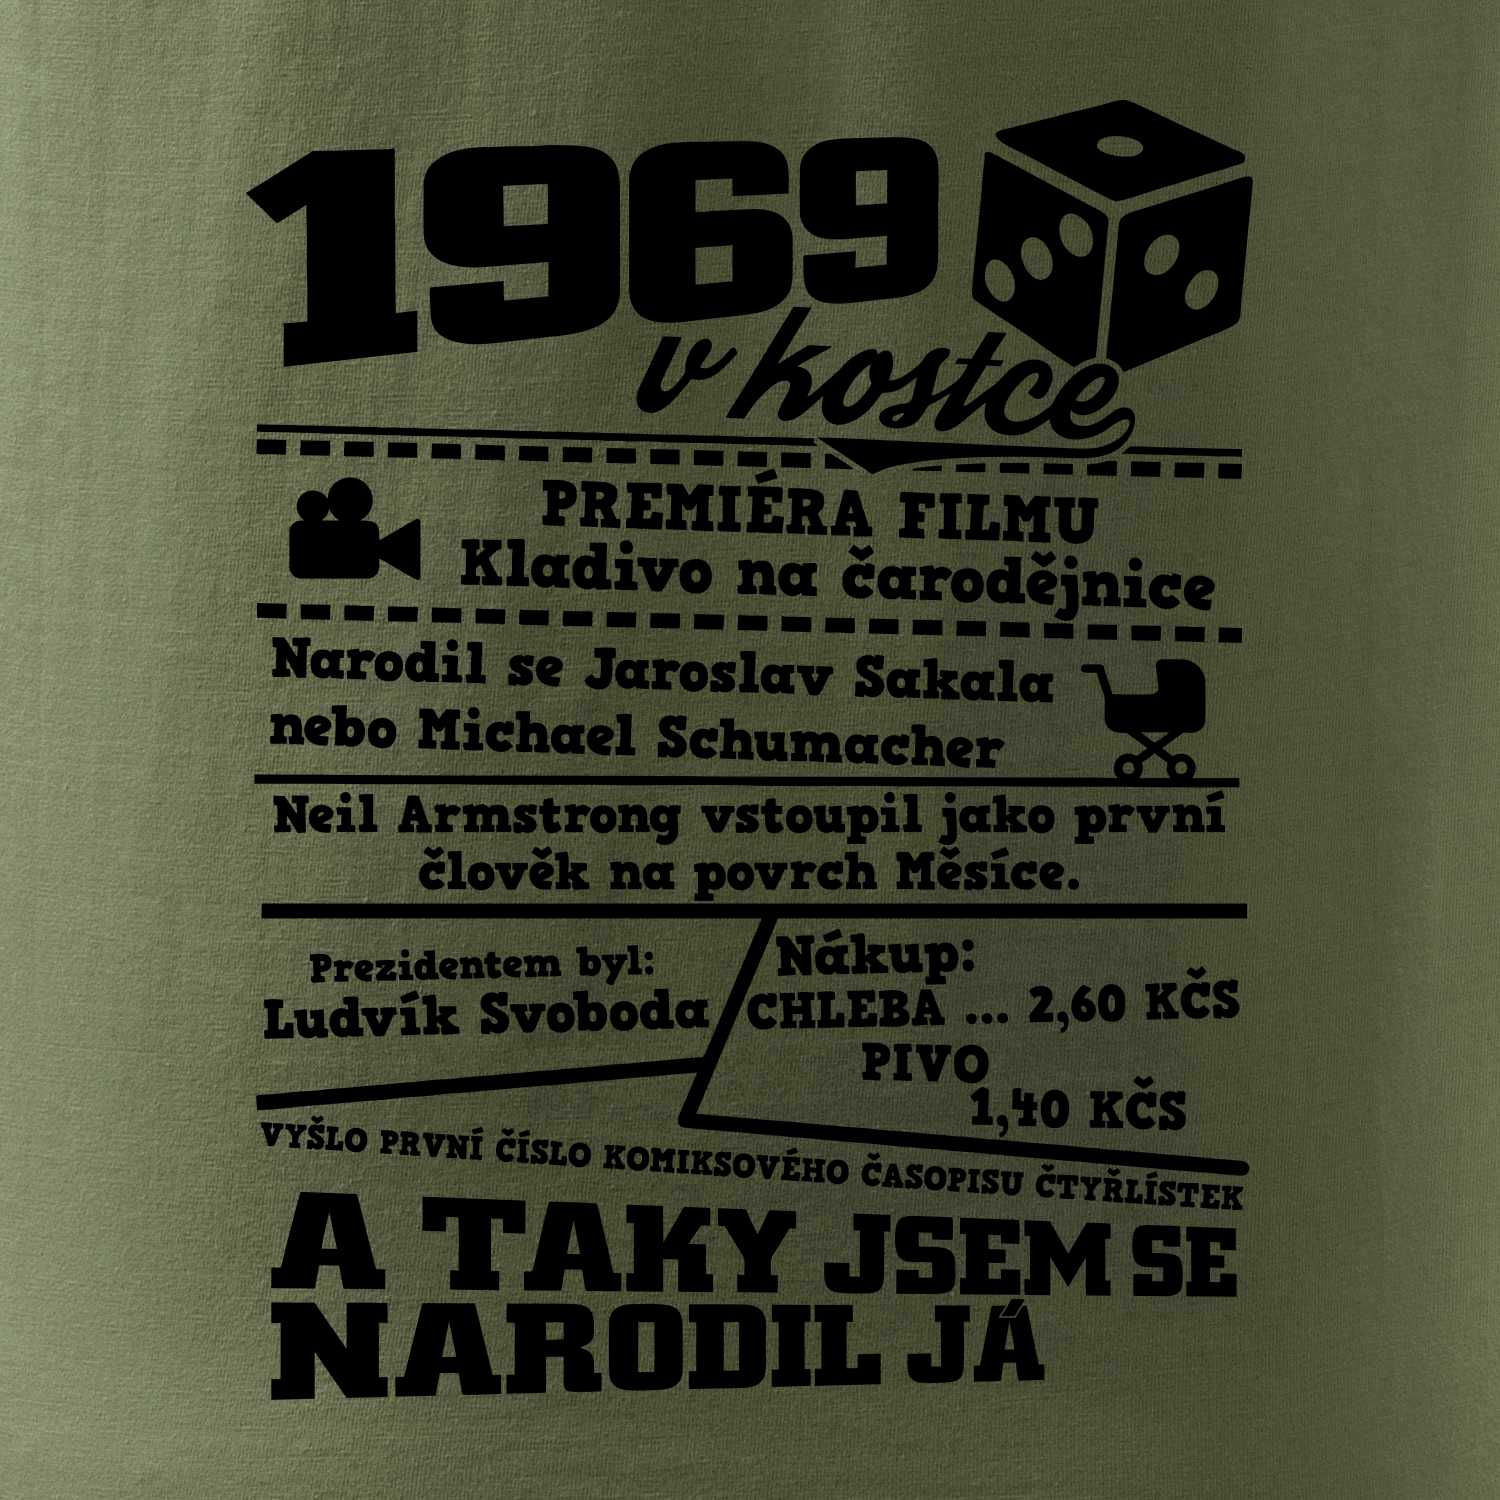 1969
v kostce
PREMIÉRA FILMU
Kladivo na čarodějnice
Narodil se Jaroslav Sakala
nebo Michael Schumacher
Neil Armstrong vstoupil jako první
člověk na povrch Měsíce.
Prezidentem byl:
Ludvík Svoboda
Nákup:
CHLEBA ... 2,60 KČS
PIVO
1,40 KČS
VYŠLO PRVNÍ ČÍSLO KOMIKSOVÉHO ČASOPISU ČTYŘLÍSTEK
A TAKY JSEM SE
NARODIL JÁ